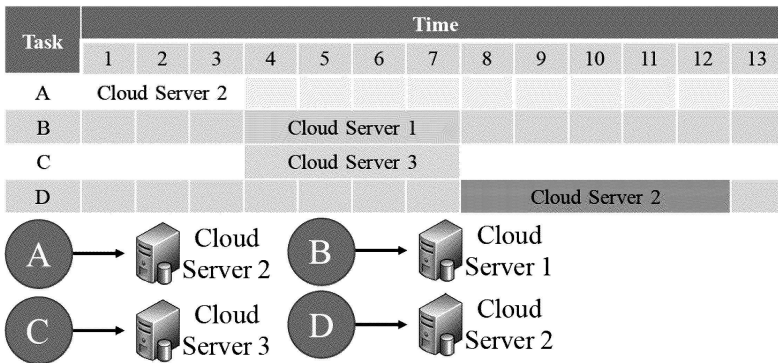 Task Time
1 2 3 4 5 6 7 8 9 10 11 12 13
A Cloud Server 2
B Cloud Server 1
C Cloud Server 3
D Cloud Server 2
A Cloud Server 2
B Cloud Server 1
C Cloud Server 3
D Cloud Server 2